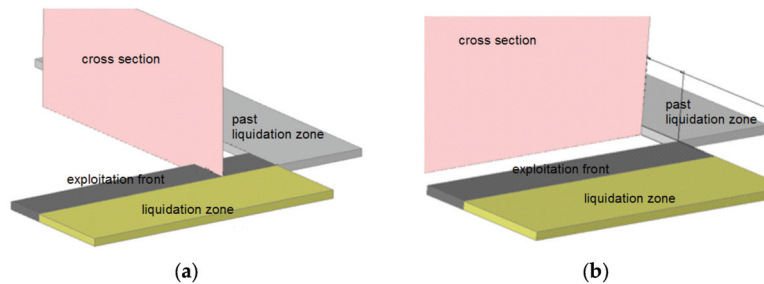 cross section
past
liquidation zone
exploitation front
liquidation zone
(a)
cross section
past
liquidation zone
exploitation front
liquidation zone
(b)